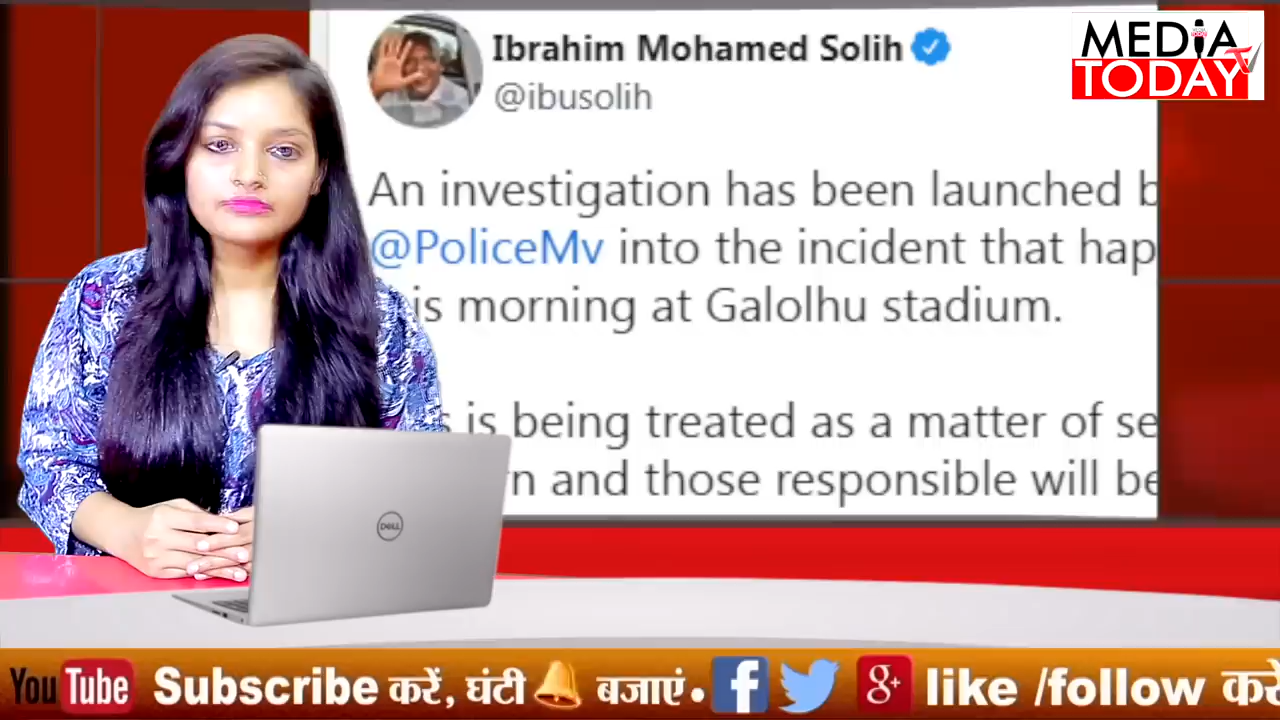 Ibrahim Mohamed Solih
@ibusolih
MEDIA
TODAY TV
An investigation has been launched b
@PoliceMv into the incident that hap
is morning at Galolhu stadium.
s is being treated as a matter of se
n and those responsible will be
DELL
YouTube Subscribe करें, घंटी बजाएं • f g+ like /follow करे